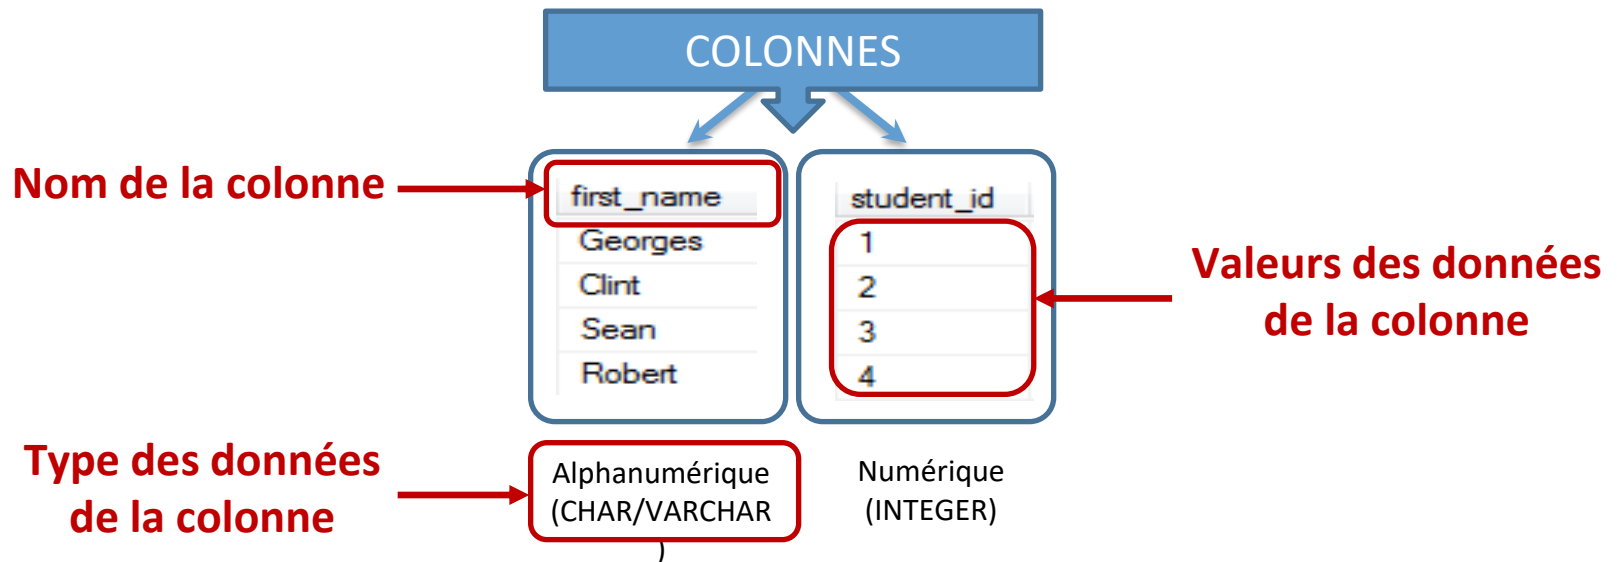 COLONNES
Nom de la colonne
first_name
Georges
Clint
Sean
Robert
student_id
1
2
3
4
Valeurs des données
de la colonne
Type des données
de la colonne
Alphanumérique
(CHAR/VARCHAR
)
Numérique
(INTEGER)